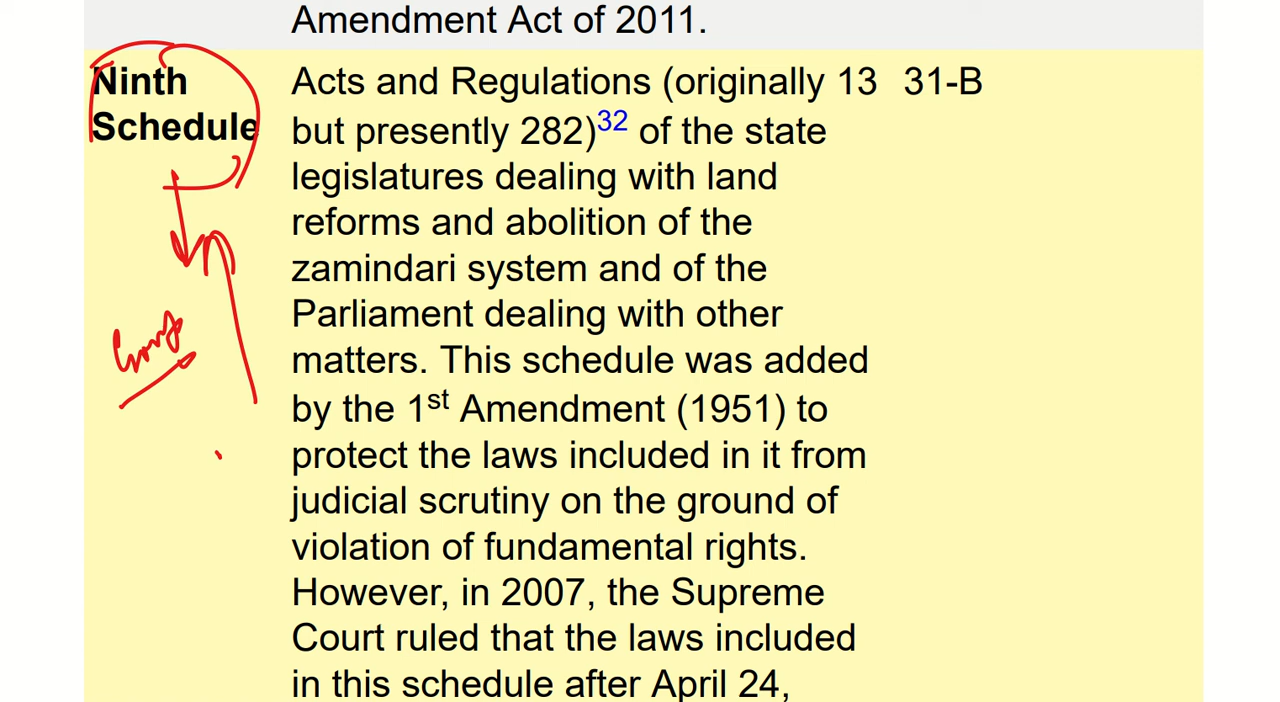 Amendment Act of 2011.
Ninth Acts and Regulations (originally 13 31-B
Schedule but presently 282)32 of the state
legislatures dealing with land
reforms and abolition of the
zamindari system and of the
Parliament dealing with other
matters. This schedule was added
by the 1st Amendment (1951) to
protect the laws included in it from
judicial scrutiny on the ground of
violation of fundamental rights.
However, in 2007, the Supreme
Court ruled that the laws included
in this schedule after April 24,